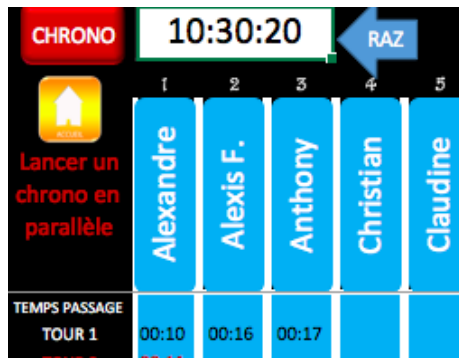 CHRONO 10:30:20 RAZ
1 2 3 4 5
ACCUEIL
Lancer un
chrono en
parallèle
Alexandre
Alexis F.
Anthony
Christian
Claudine
TEMPS PASSAGE
TOUR 1 00:10 00:16 00:17